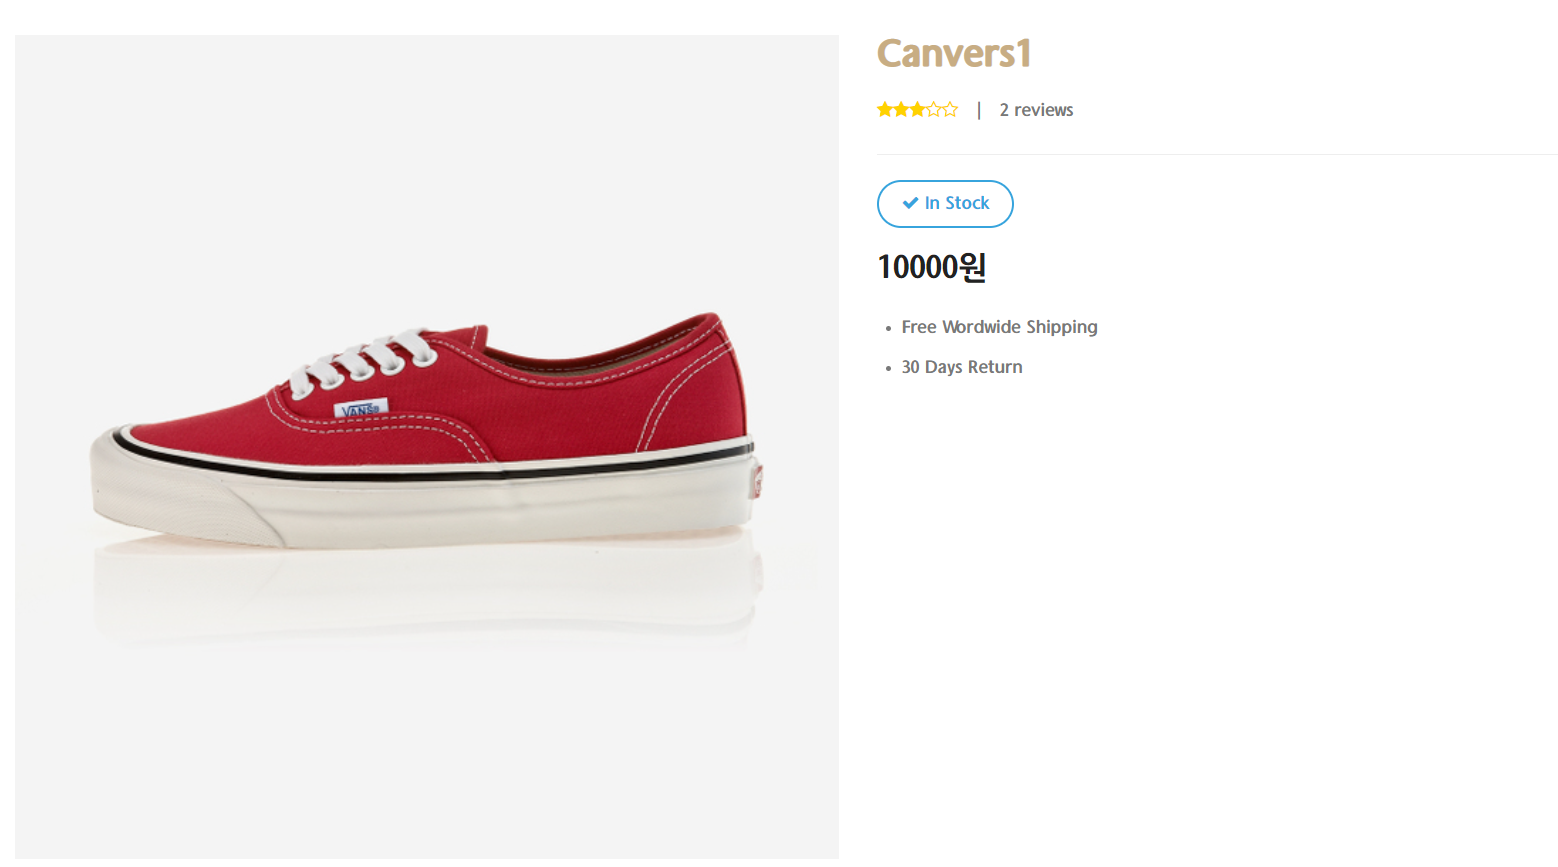 Canvers1
| 2 reviews
In Stock
10000원
Free Wordwide Shipping
30 Days Return
VANS